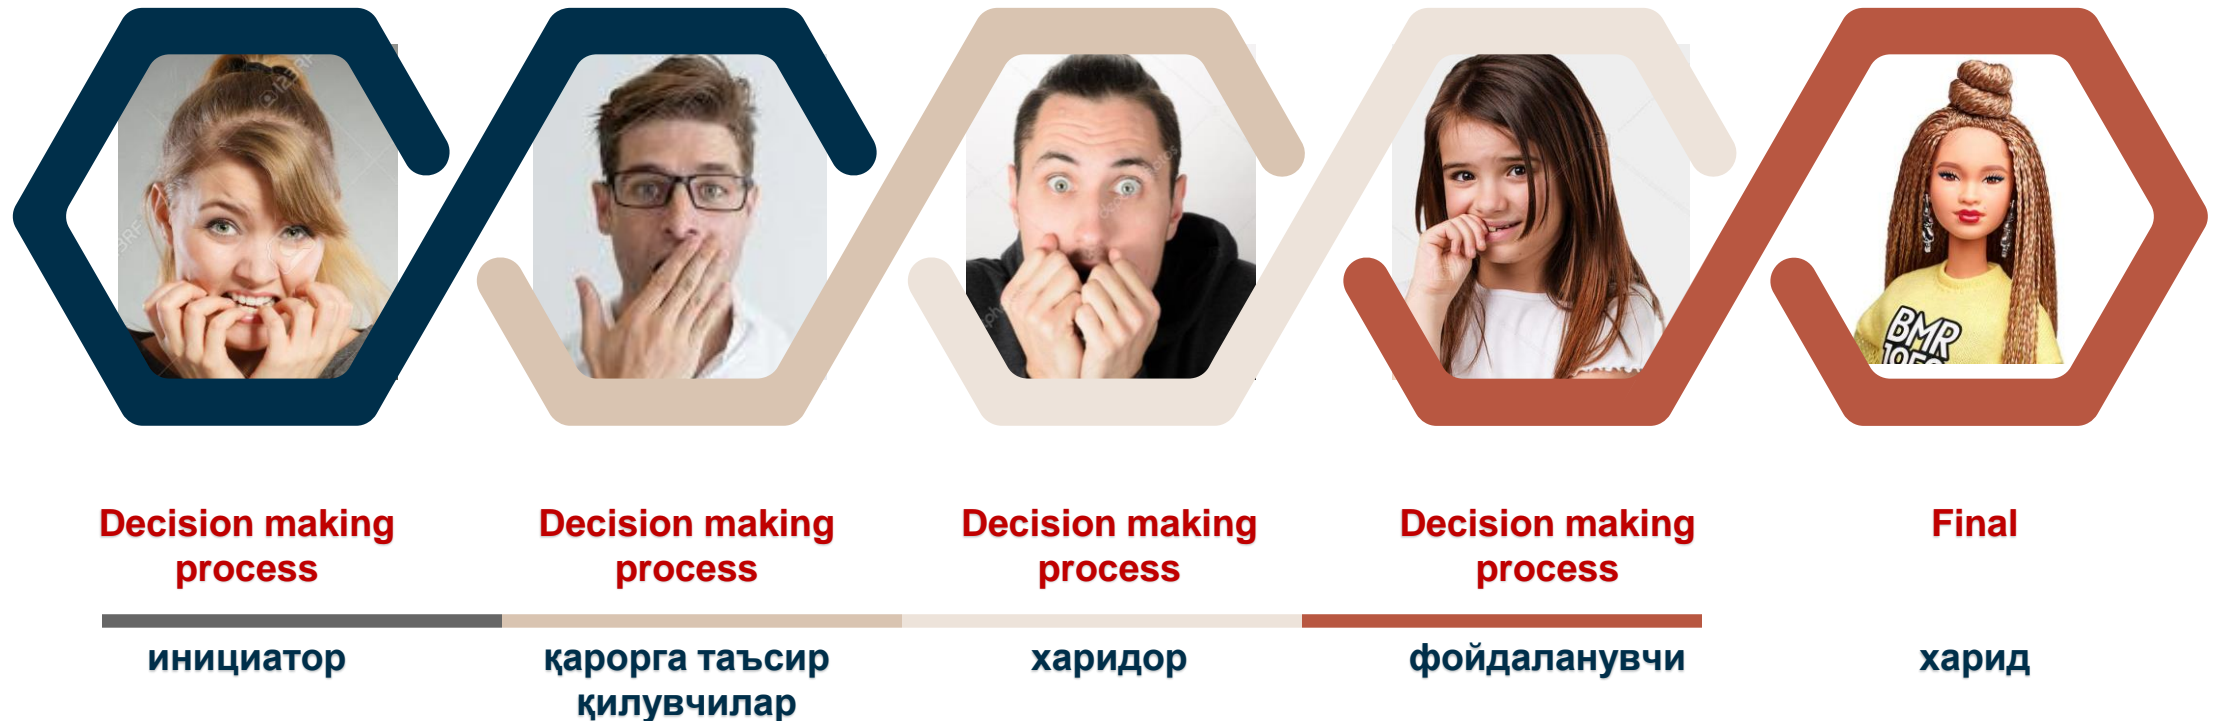 BMR
Decision making
process
Decision making
process
Decision making
process
Decision making
process
Final
инициатор
қарорга таъсир
қилувчилар
харидор
фойдаланувчи
харид